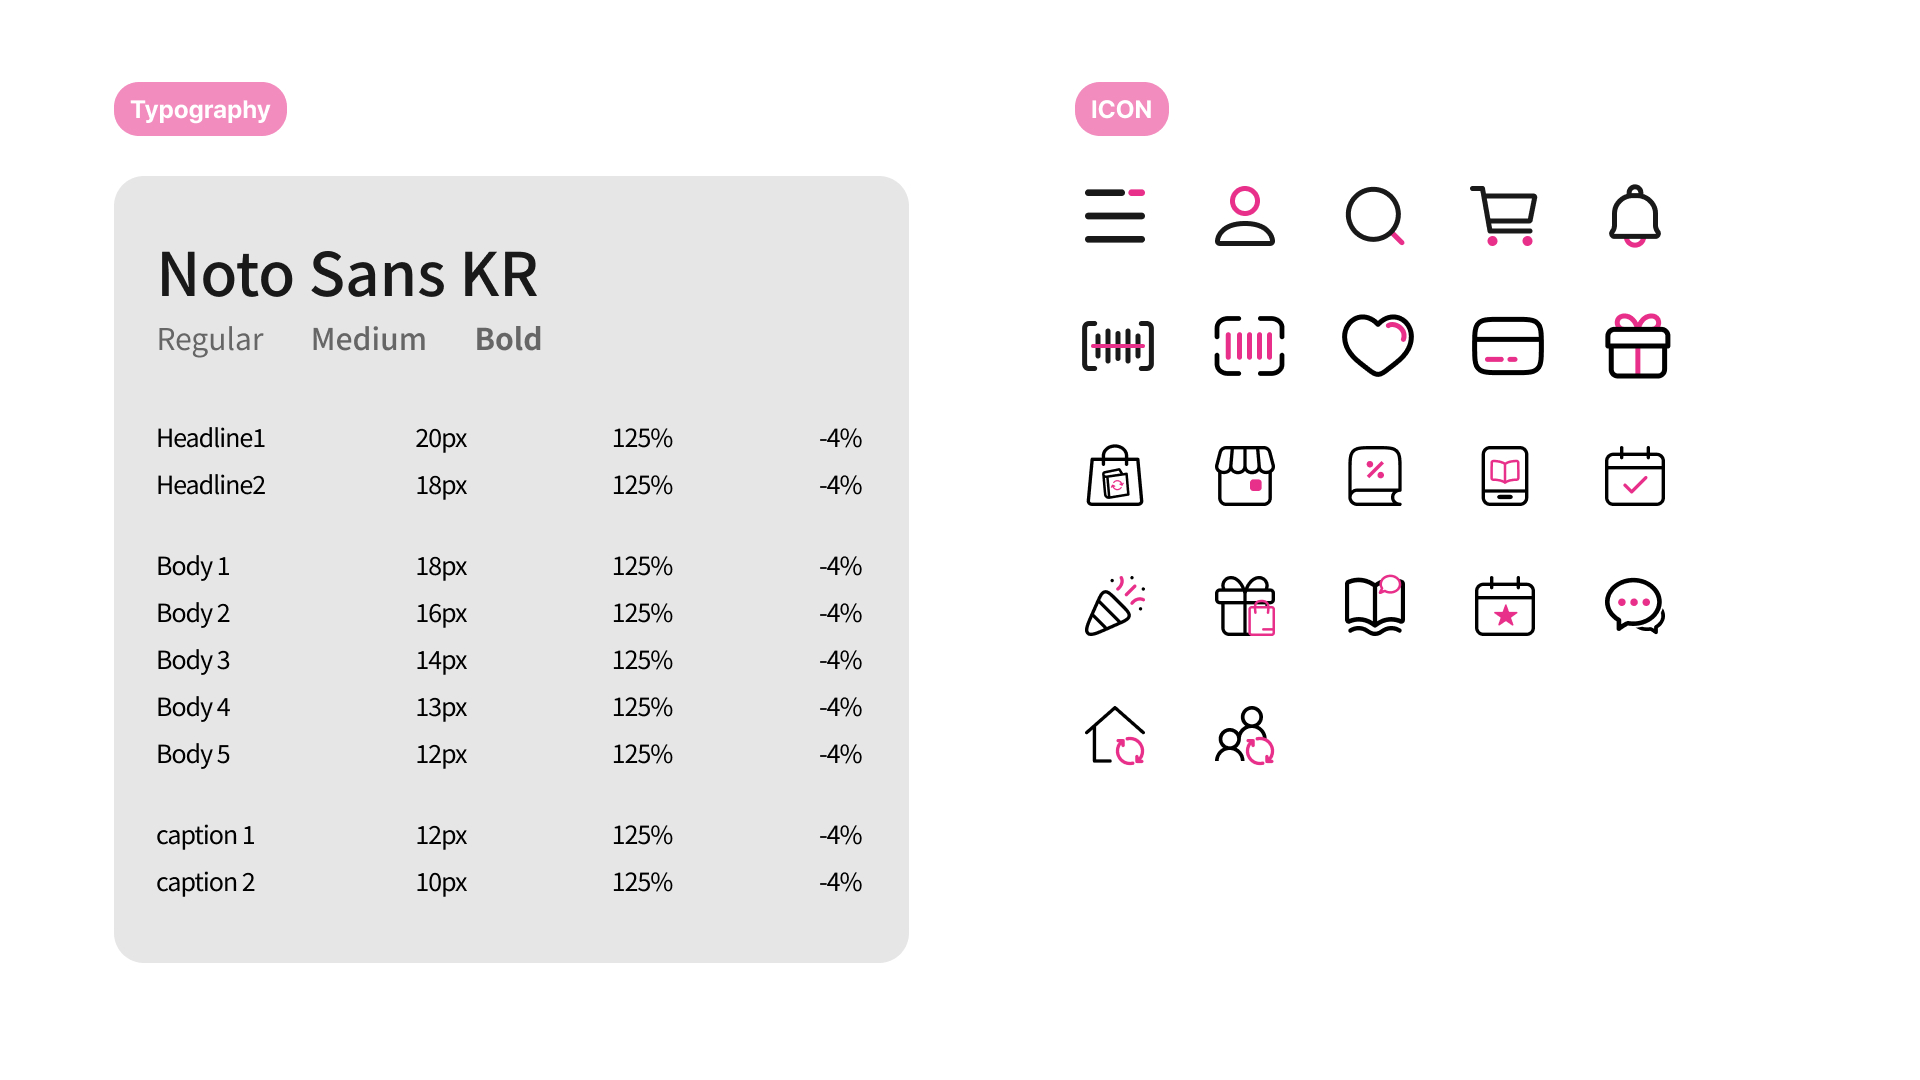 Typography
Noto Sans KR
Regular Medium Bold
Headline1 20px 125% -4%
Headline2 18px 125% -4%
Body 1 18px 125% -4%
Body 2 16px 125% -4%
Body 3 14px 125% -4%
Body 4 13px 125% -4%
Body 5 12px 125% -4%
caption 1 12px 125% -4%
caption 2 10px 125% -4%
ICON